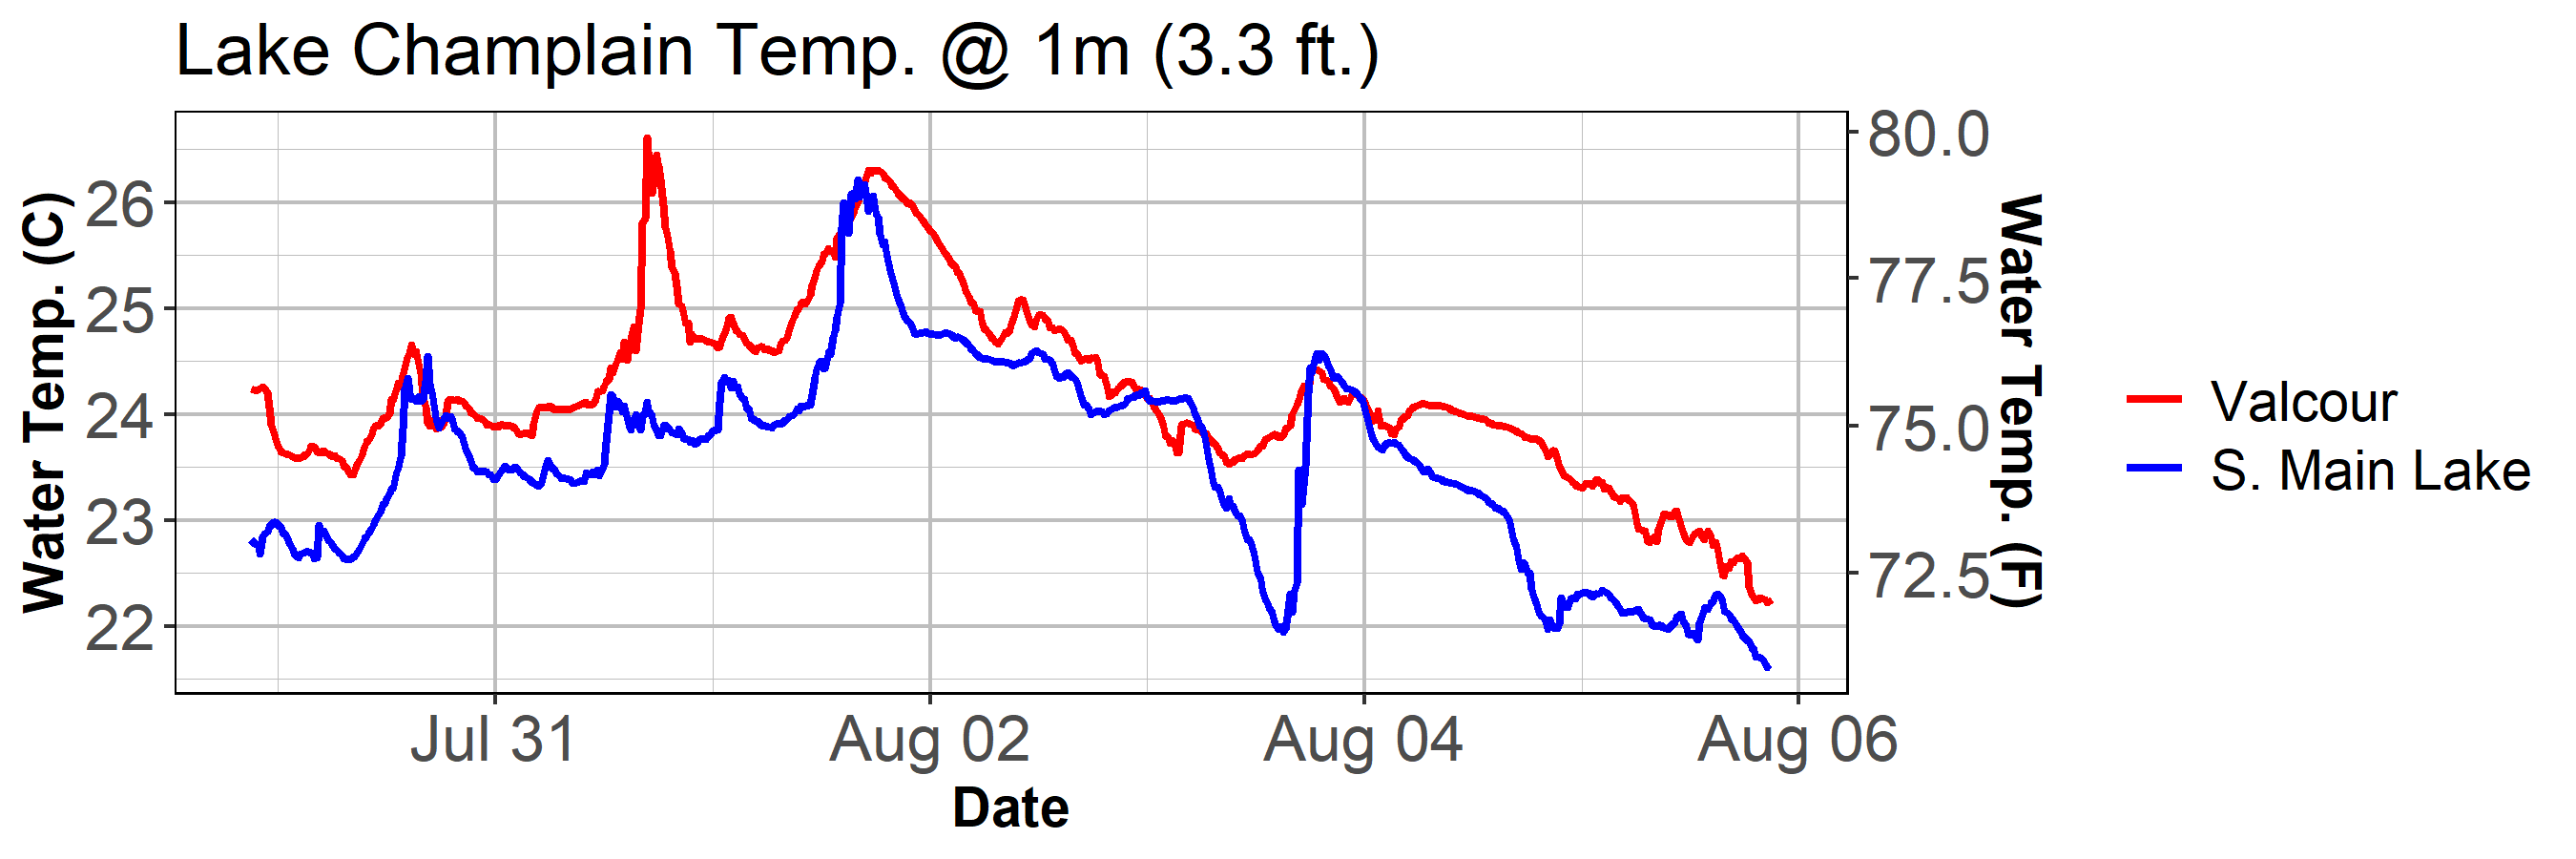 Lake Champlain Temp. @ 1m (3.3 ft.)
Water Temp. (C)
26
25
24
23
22
80.0
77.5
75.0
72.5
Water Temp. (F)
Jul 31
Aug 02
Aug 04
Aug 06
Date
Valcour
S. Main Lake